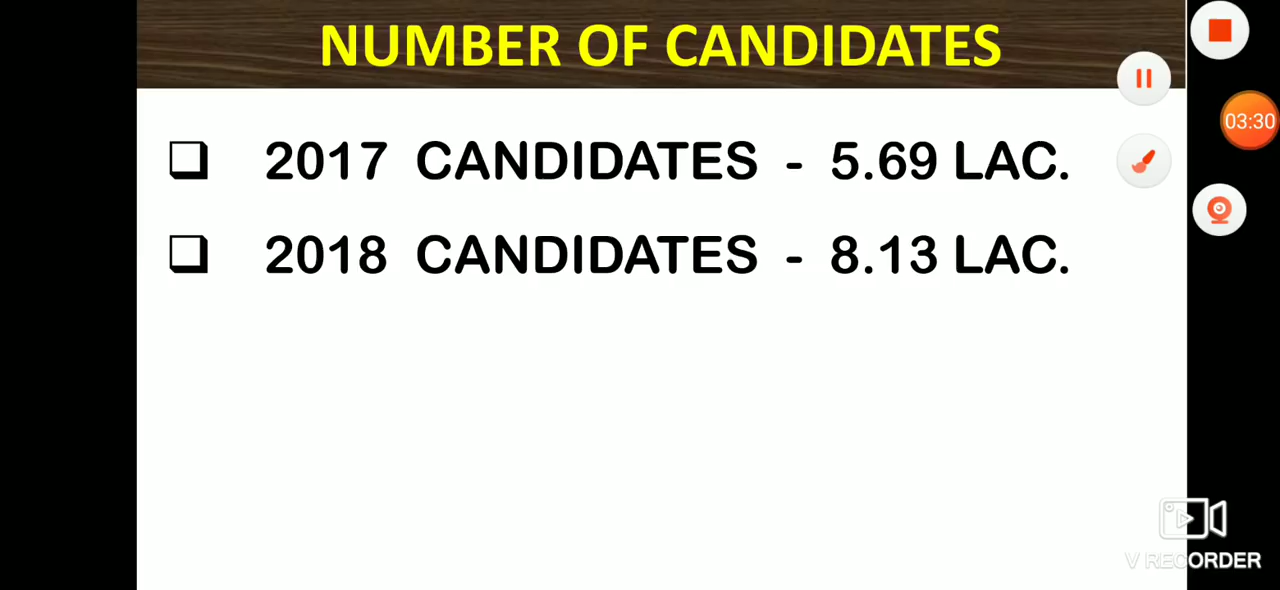 NUMBER OF CANDIDATES
2017 CANDIDATES - 5.69 LAC.
03:30
2018 CANDIDATES - 8.13 LAC.
V RECORDER